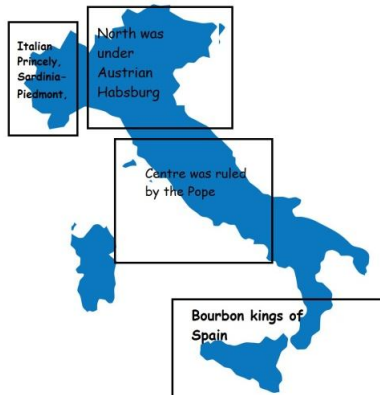 Italian
Princely,
Sardinia-
Piedmont,
North was
under
Austrian
Habsburg
Centre was ruled
by the Pope
Bourbon kings of
Spain